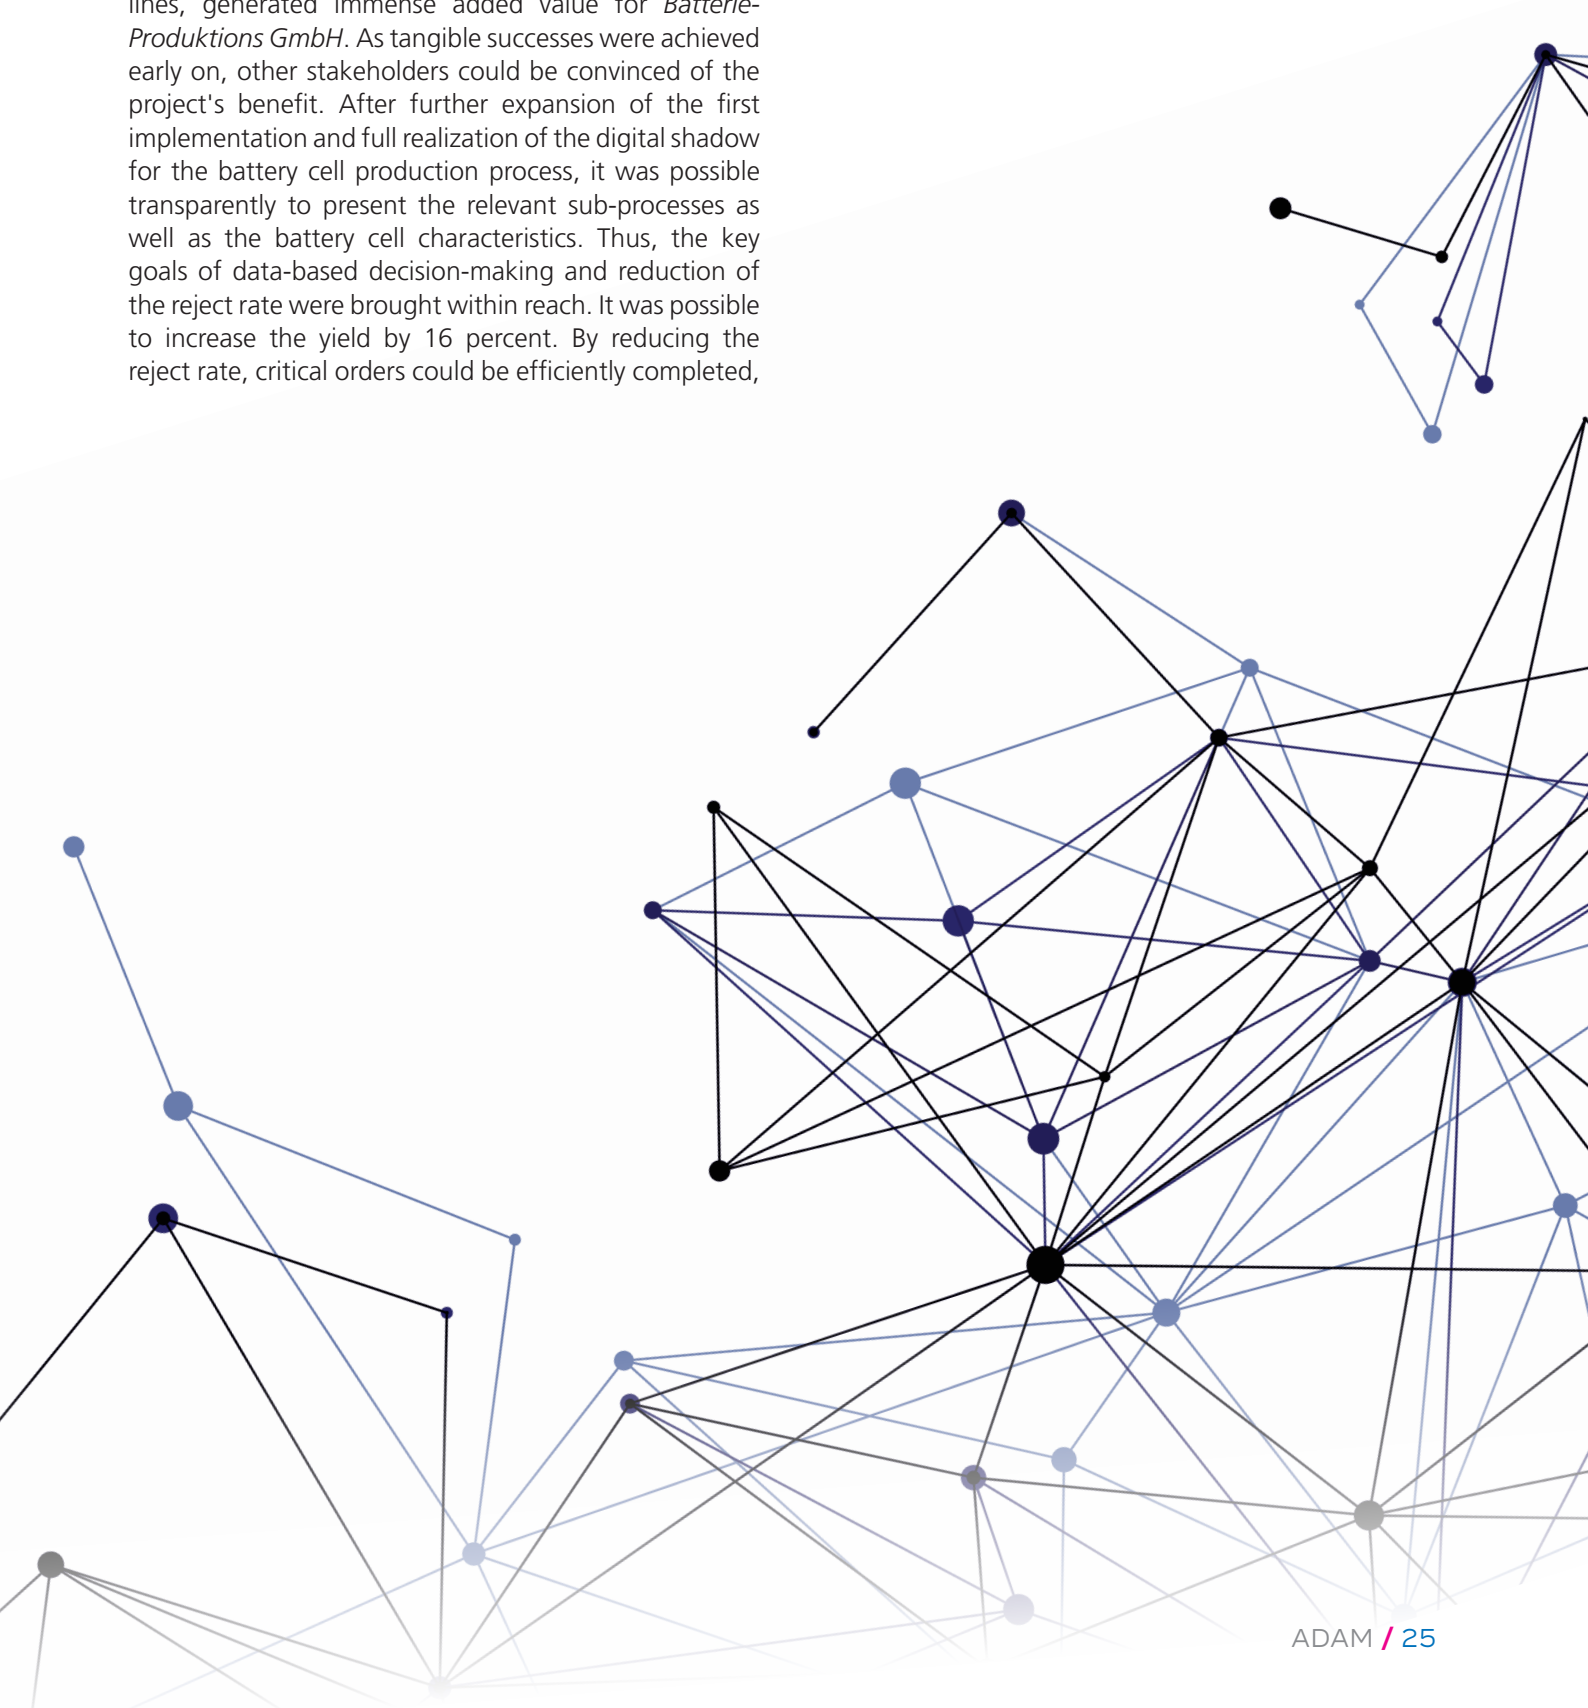 lines, generated immense added value for Batterie-
Produktions GmbH. As tangible successes were achieved
early on, other stakeholders could be convinced of the
project's benefit. After further expansion of the first
implementation and full realization of the digital shadow
for the battery cell production process, it was possible
transparently to present the relevant sub-processes as
well as the battery cell characteristics. Thus, the key
goals of data-based decision-making and reduction of
the reject rate were brought within reach. It was possible
to increase the yield by 16 percent. By reducing the
reject rate, critical orders could be efficiently completed,
ADAM / 25